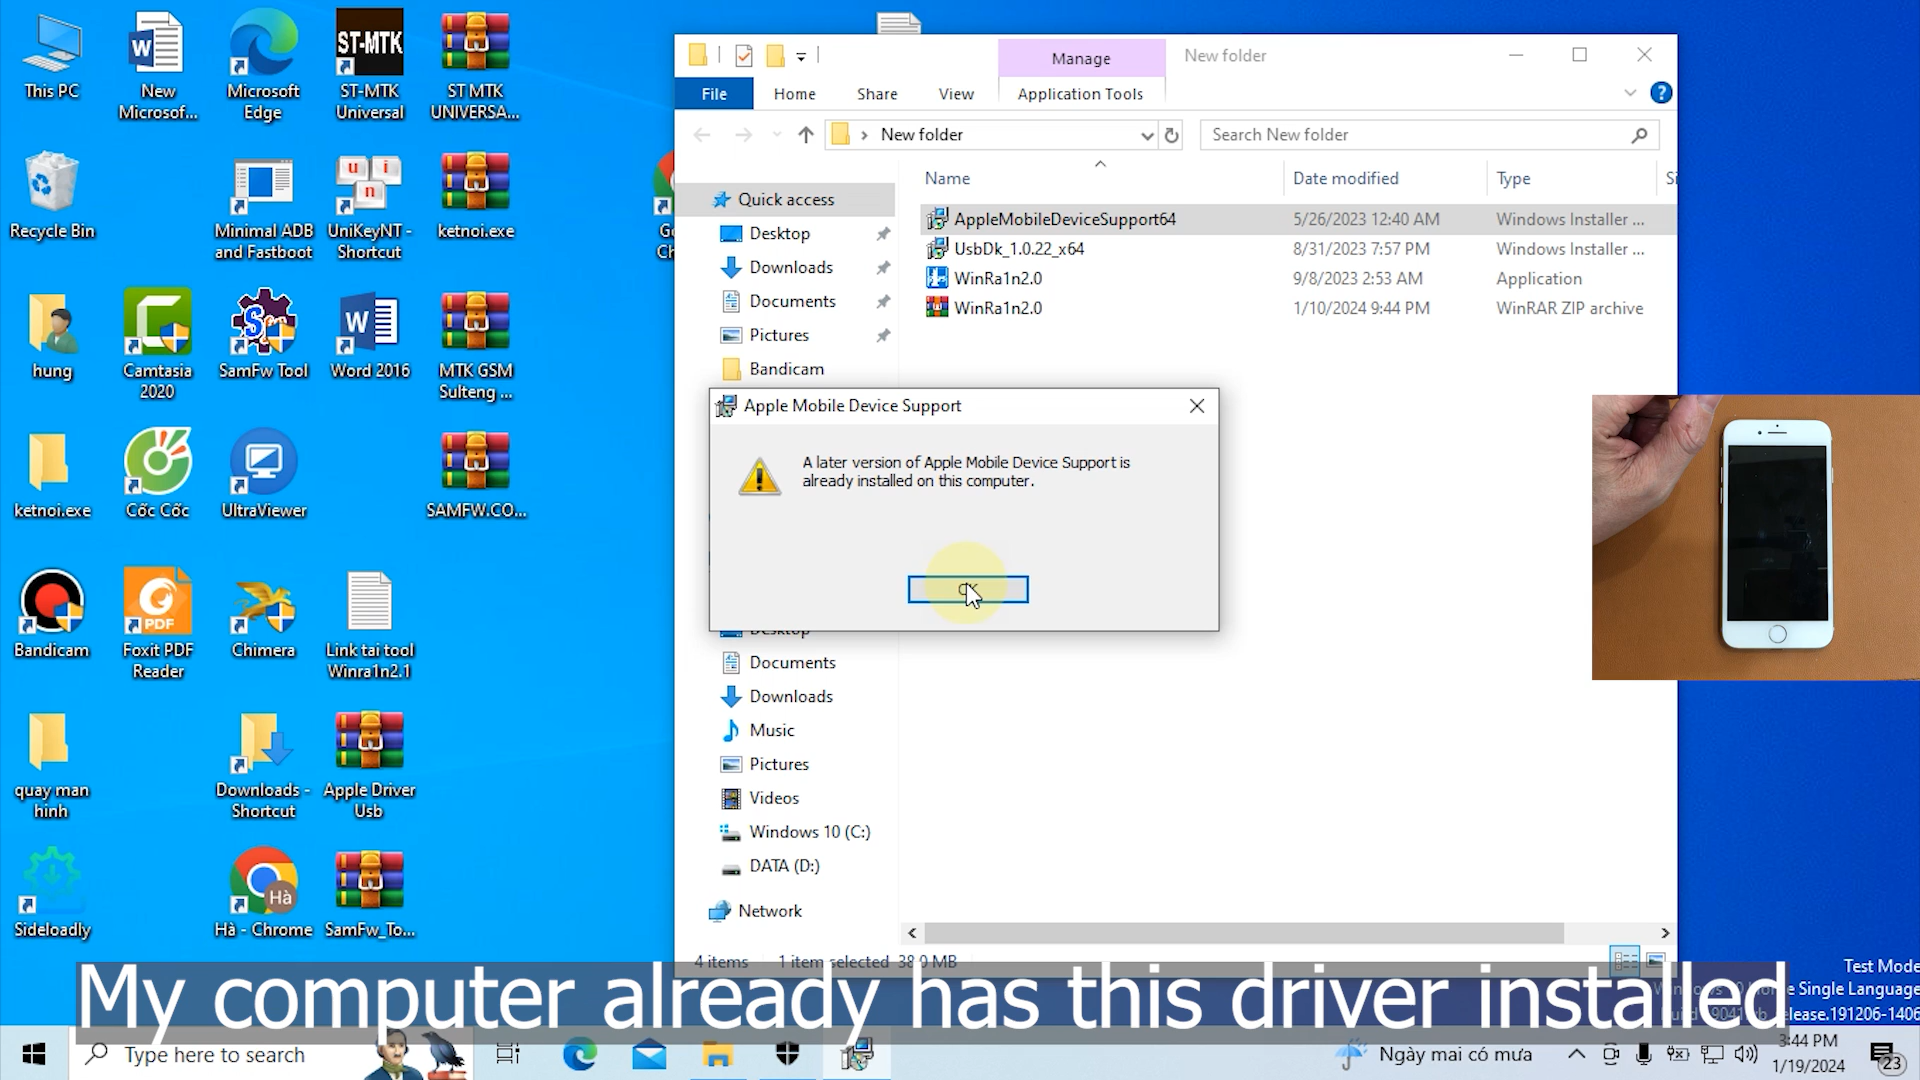 This PC
New
Microsof...
Microsoft
Edge
ST-MTK
ST-MTK
Universal
ST MTK
UNIVERSA...
Recycle Bin
Minimal ADB
and Fastboot
u i
n
UniKeyNT -
Shortcut
ketnoi.exe
hung
Camtasia
2020
SamFw Tool
Word 2016
MTK GSM
Sulteng ...
ketnoi.exe
Cốc Cốc
UltraViewer
SAMFW.CO...
Bandicam
PDF
Foxit PDF
Reader
Chimera
Link tai tool
Winra1n2.1
quay man
hinh
Downloads -
Shortcut
Apple Driver
Usb
Sideloadly
Hà
Hà - Chrome
SamFw_To...
Manage
New folder
File
Home
Share
View
Application Tools
New folder
Search New folder
Name
Date modified
Type
Quick access
Desktop
Downloads
Documents
Pictures
Bandicam
AppleMobileDeviceSupport64 5/26/2023 12:40 AM Windows Installer ...
UsbDk_1.0.22_x64 8/31/2023 7:57 PM Windows Installer ...
WinRa1n2.0 9/8/2023 2:53 AM Application
WinRa1n2.0 1/10/2024 9:44 PM WinRAR ZIP archive
Apple Mobile Device Support
A later version of Apple Mobile Device Support is
already installed on this computer.
Desktop
Documents
Downloads
Music
Pictures
Videos
Windows 10 (C:)
DATA (D:)
Network
4 items 1 item selected 38.0 MB
My computer already has this driver installed
Test Mode
Single Language
Type here to search
Ngày mai có mưa
3:44 PM
1/19/2024
23